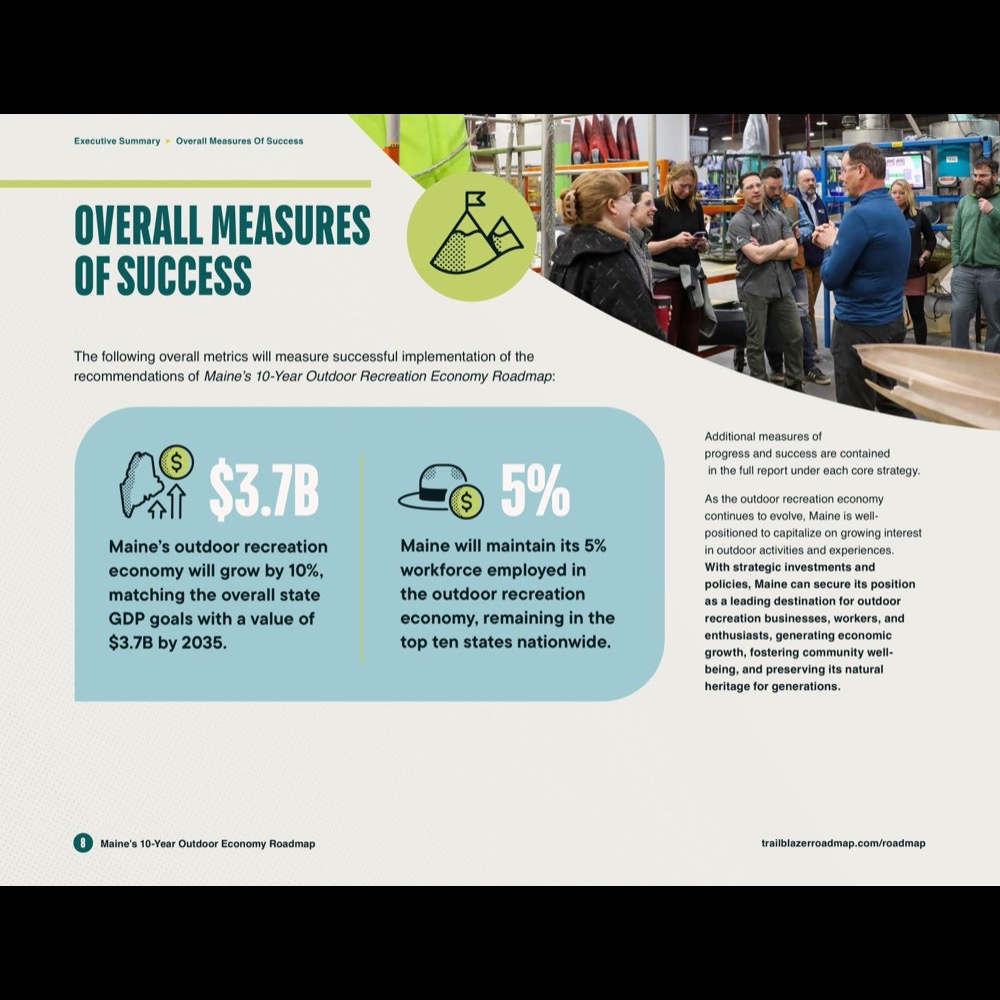 Executive Summary ► Overall Measures Of Success
OVERALL MEASURES
OF SUCCESS
The following overall metrics will measure successful implementation of the
recommendations of Maine's 10-Year Outdoor Recreation Economy Roadmap:
$
$3.7B
Maine's outdoor recreation
economy will grow by 10%,
matching the overall state
GDP goals with a value of
$3.7B by 2035.
$
5%
Maine will maintain its 5%
workforce employed in
the outdoor recreation
economy, remaining in the
top ten states nationwide.
Additional measures of
progress and success are contained
in the full report under each core strategy.
As the outdoor recreation economy
continues to evolve, Maine is well-
positioned to capitalize on growing interest
in outdoor activities and experiences.
With strategic investments and
policies, Maine can secure its position
as a leading destination for outdoor
recreation businesses, workers, and
enthusiasts, generating economic
growth, fostering community well-
being, and preserving its natural
heritage for generations.
8 Maine's 10-Year Outdoor Economy Roadmap
trailblazerroadmap.com/roadmap